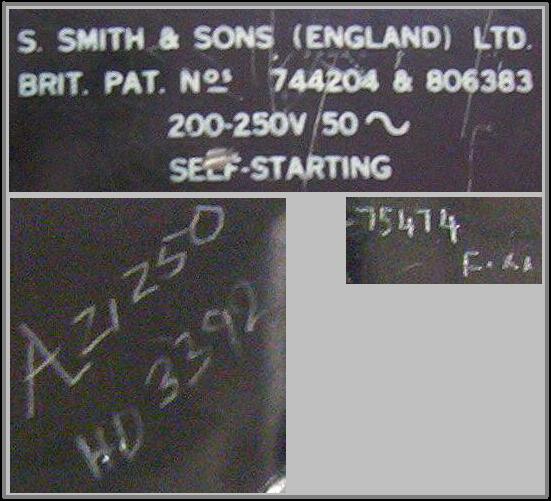 S. SMITH & SONS (ENGLAND) LTD.
BRIT. PAT. Nos 744204 & 806383
200-250V 50 ∿
SELF-STARTING
A21250
HD 3392
75474